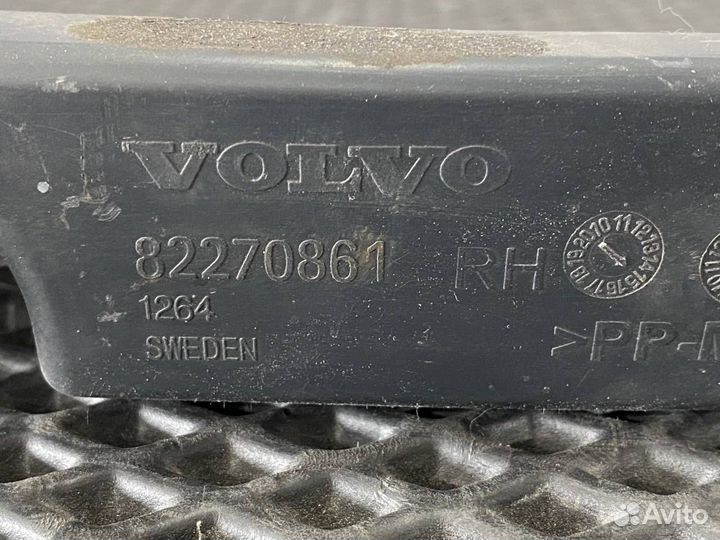 VOLVO
82270861 RH
1264
SWEDEN
>PP-
Avito